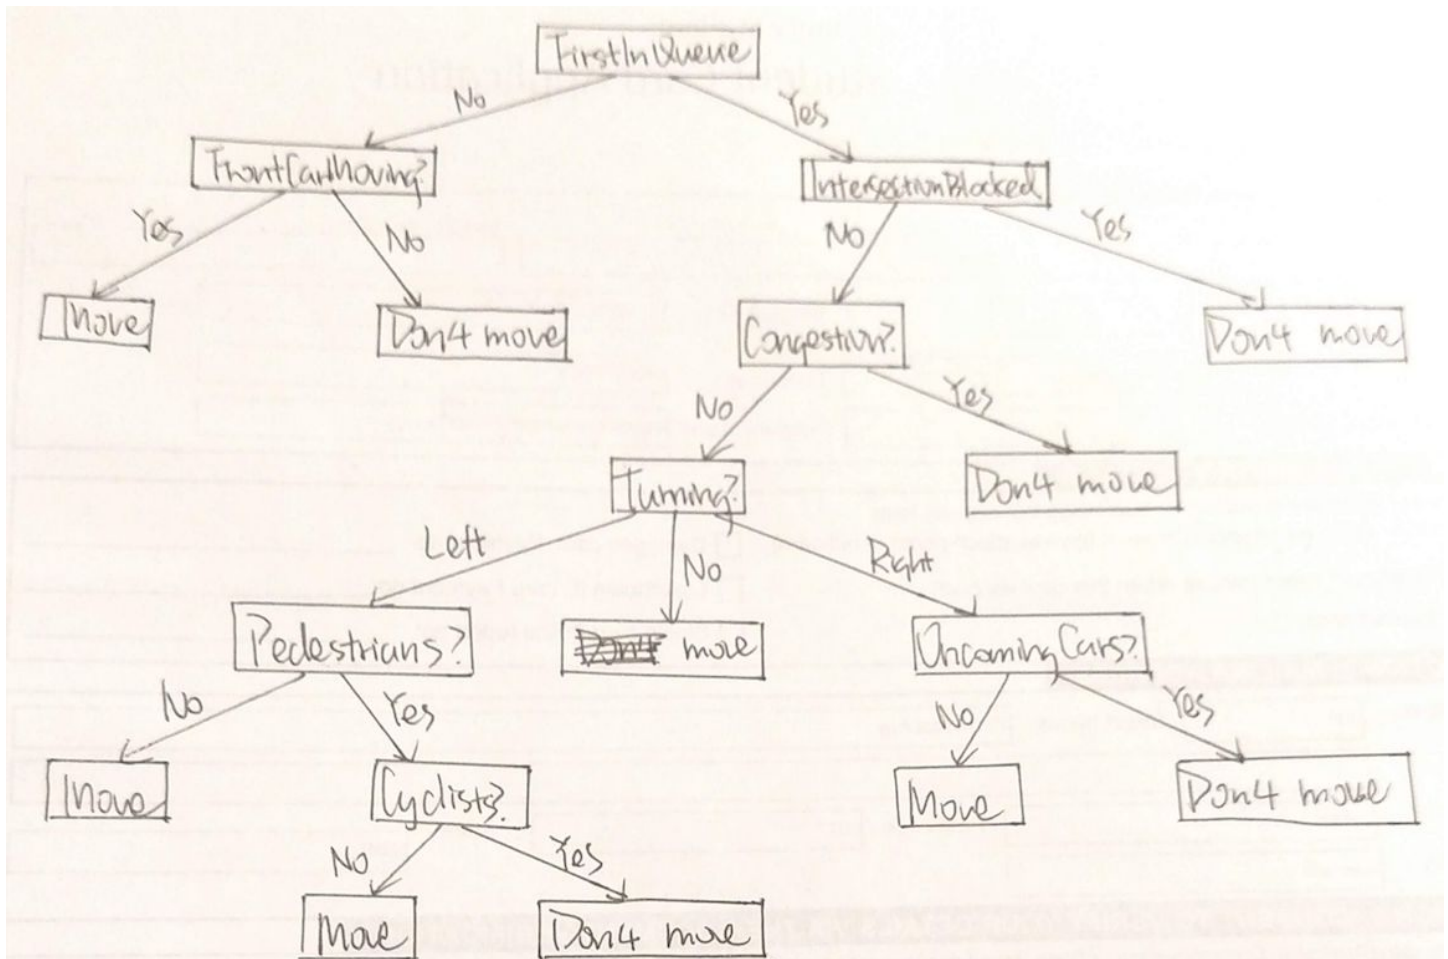 FirstInQueue
No
Yes
FrontCarMoving?
IntersectionBlocked
Yes
No
No
Yes
Move
Don't move
Congestion?
Don't move
No
Yes
Turning?
Don't move
Left
No
Right
Pedestrians?
move
OncomingCars?
No
Yes
No
Yes
Move
Cyclists?
Move
Don't move
No
Yes
Move
Don't move